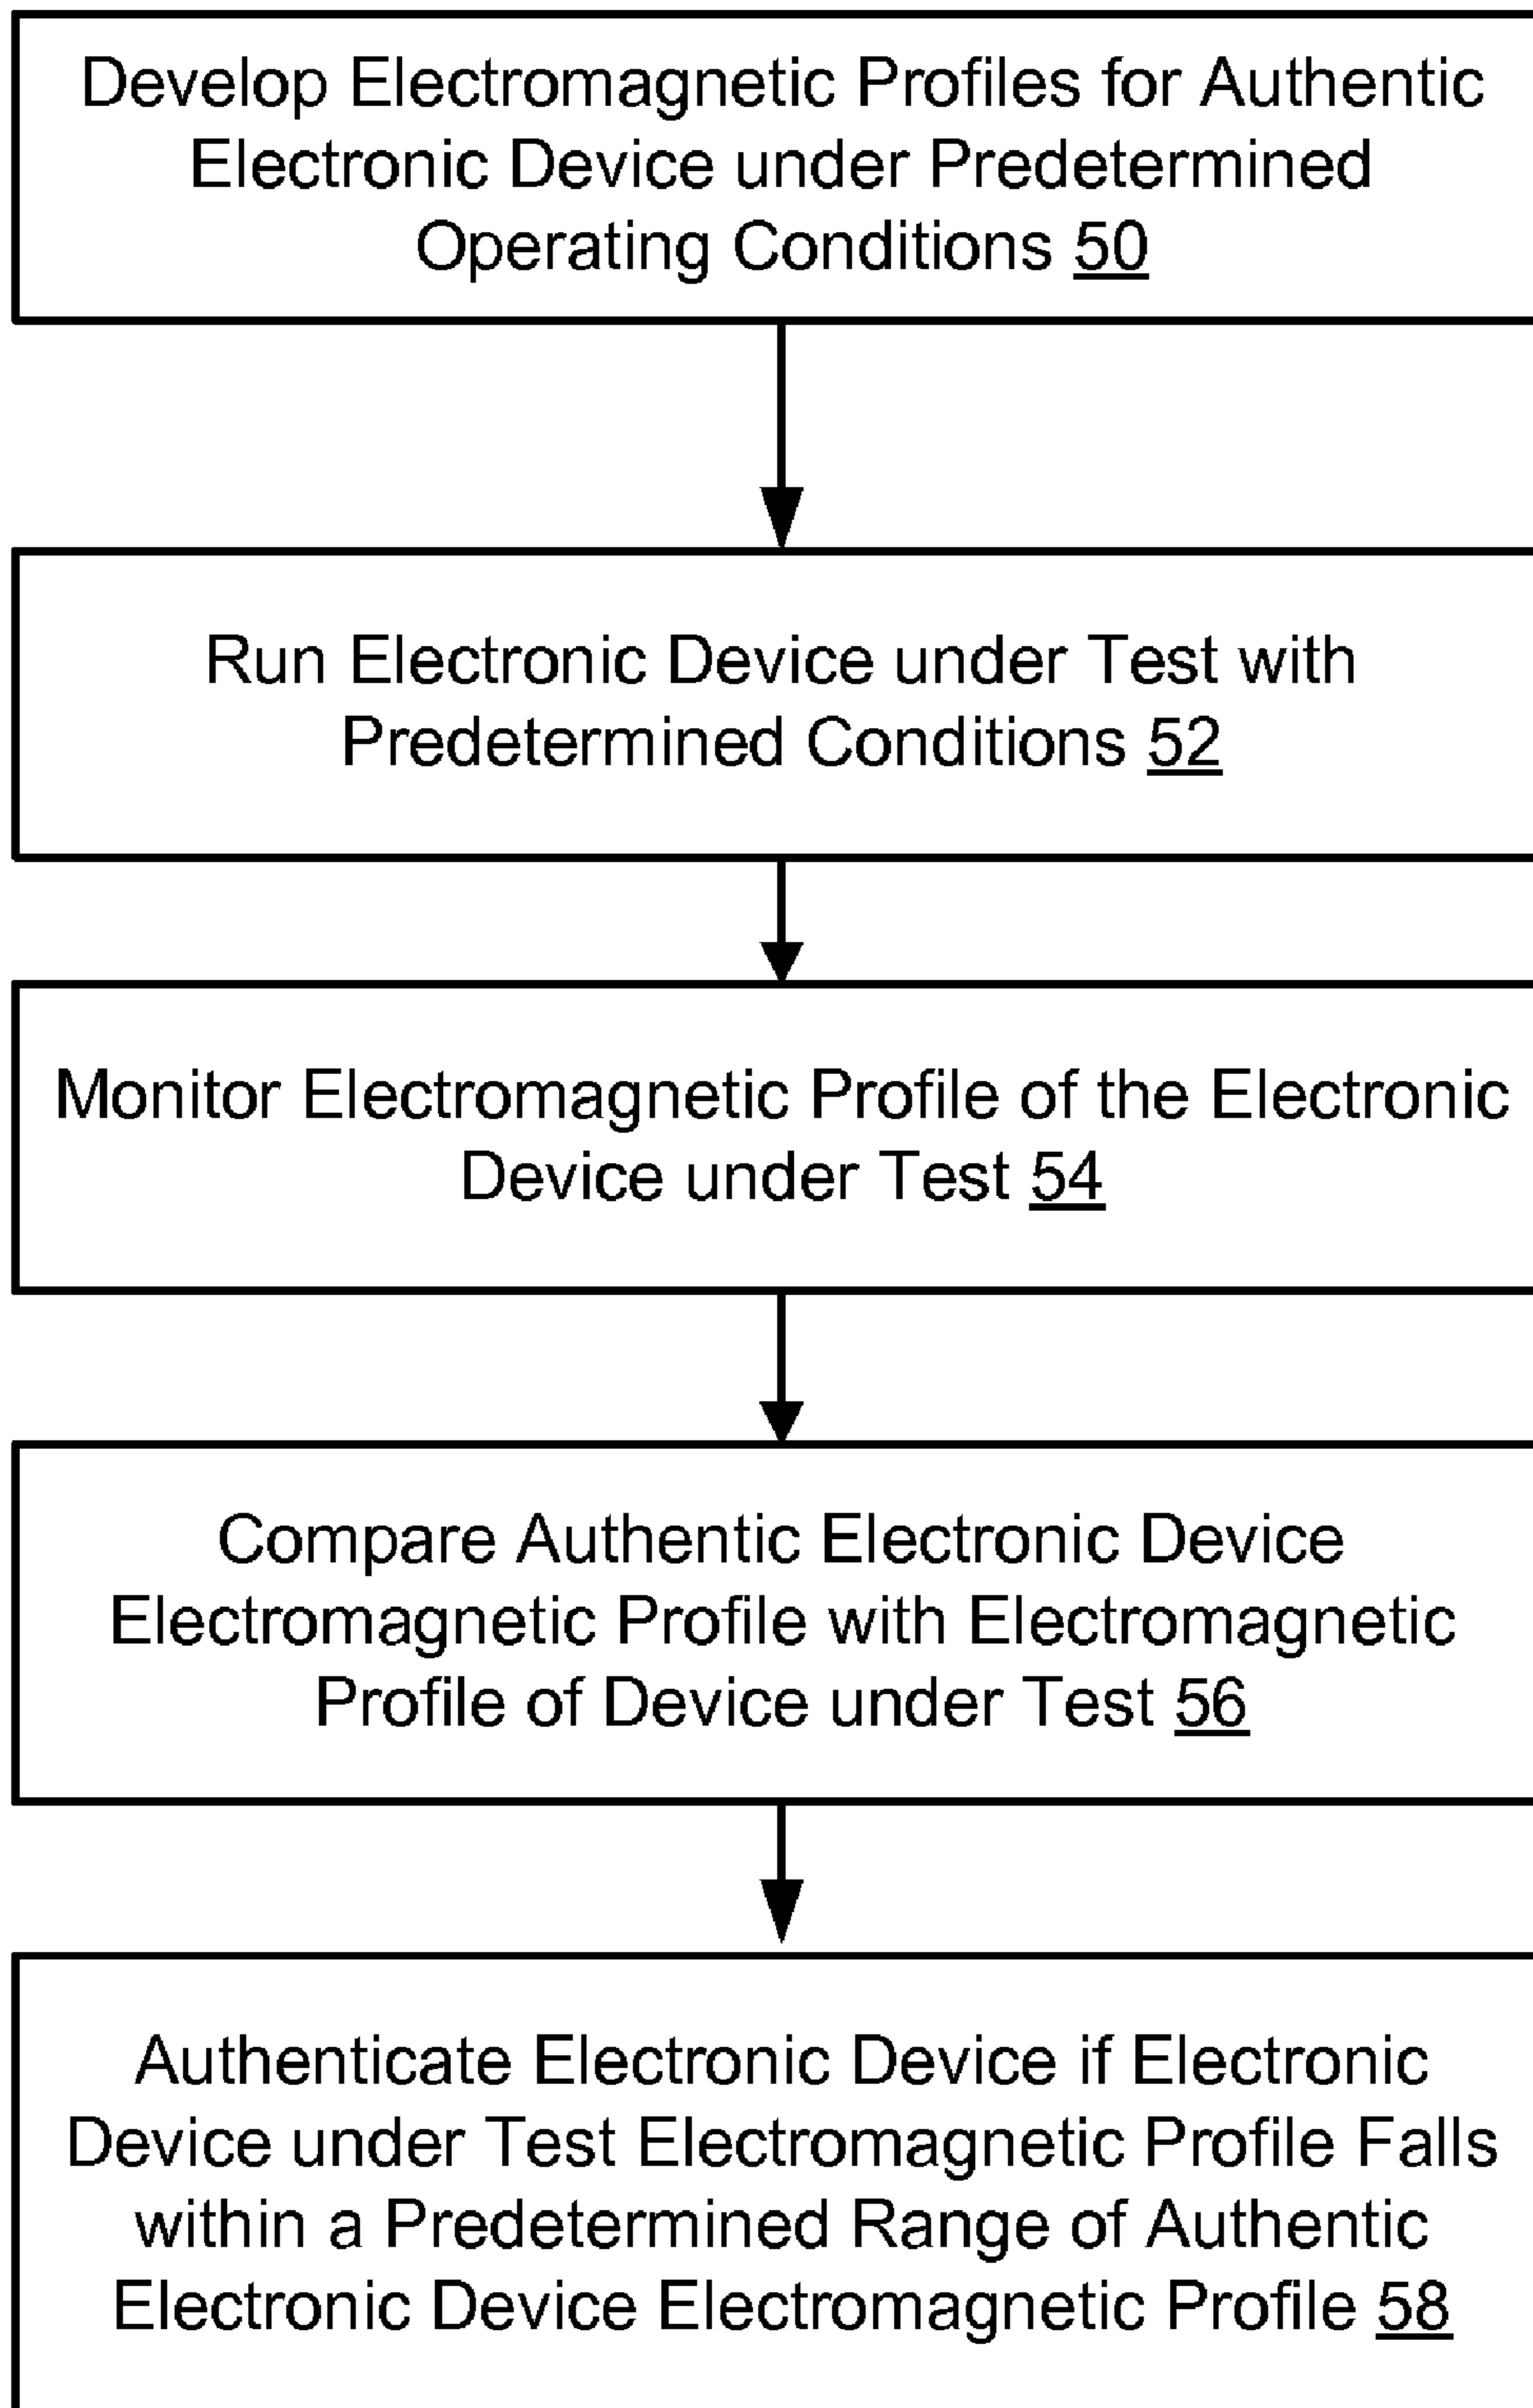 Develop Electromagnetic Profiles for Authentic
Electronic Device under Predetermined
Operating Conditions 50
Run Electronic Device under Test with
Predetermined Conditions 52
Monitor Electromagnetic Profile of the Electronic
Device under Test 54
Compare Authentic Electronic Device
Electromagnetic Profile with Electromagnetic
Profile of Device under Test 56
Authenticate Electronic Device if Electronic
Device under Test Electromagnetic Profile Falls
within a Predetermined Range of Authentic
Electronic Device Electromagnetic Profile 58